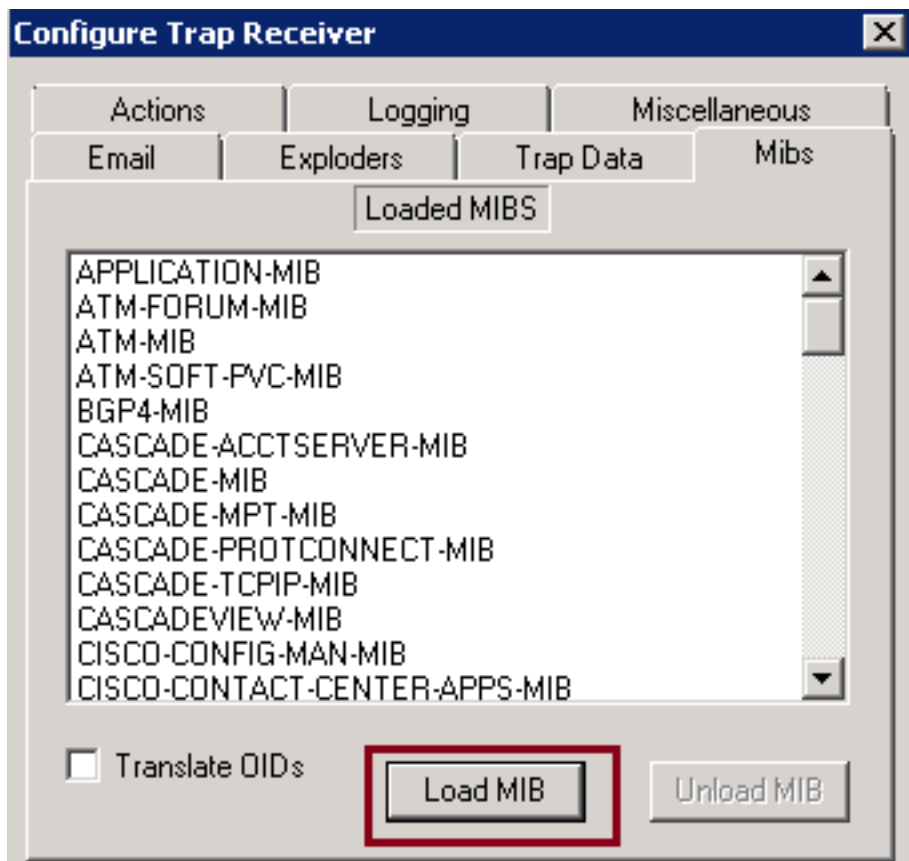 Configure Trap Receiver
Actions Logging Miscellaneous
Email Exploders Trap Data Mibs
Loaded MIBS
APPLICATION-MIB
ATM-FORUM-MIB
ATM-MIB
ATM-SOFT-PVC-MIB
BGP4-MIB
CASCADE-ACCTSERVER-MIB
CASCADE-MIB
CASCADE-MPT-MIB
CASCADE-PROTCONNECT-MIB
CASCADE-TCPIP-MIB
CASCADEVIEW-MIB
CISCO-CONFIG-MAN-MIB
CISCO-CONTACT-CENTER-APPS-MIB
Translate OIDs Load MIB Unload MIB